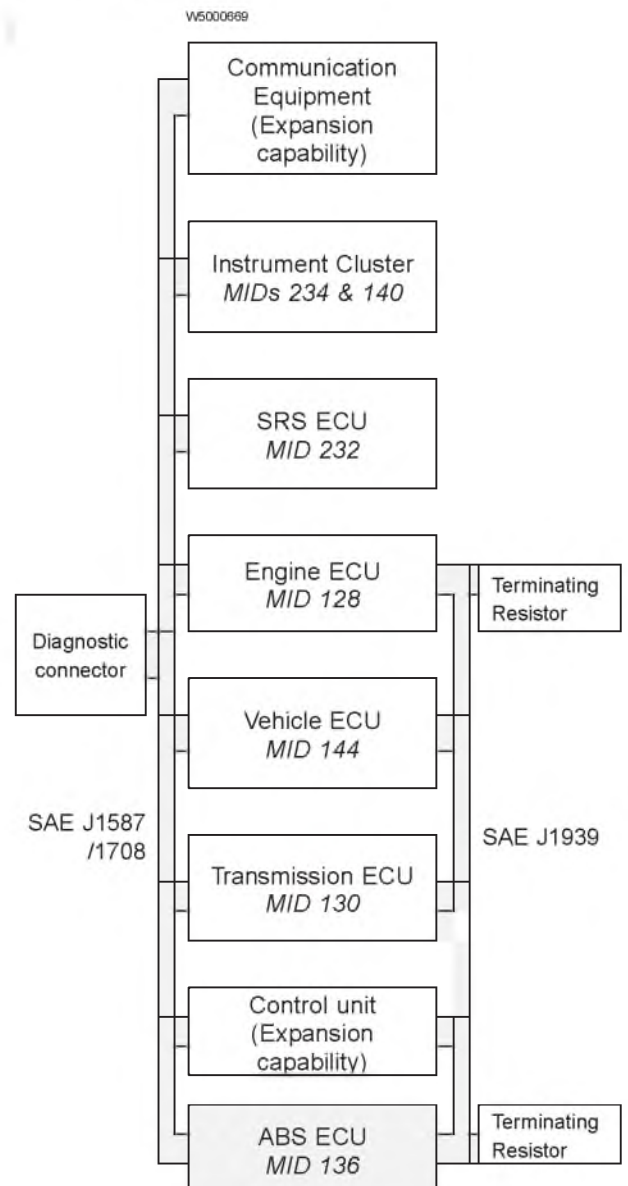 W5000669
Communication
Equipment
(Expansion
capability)
Instrument Cluster
MIDs 234 & 140
SRS ECU
MID 232
Engine ECU
MID 128
Terminating
Resistor
Diagnostic
connector
Vehicle ECU
MID 144
SAE J1587
/1708
SAE J1939
Transmission ECU
MID 130
Control unit
(Expansion
capability)
ABS ECU
MID 136
Terminating
Resistor